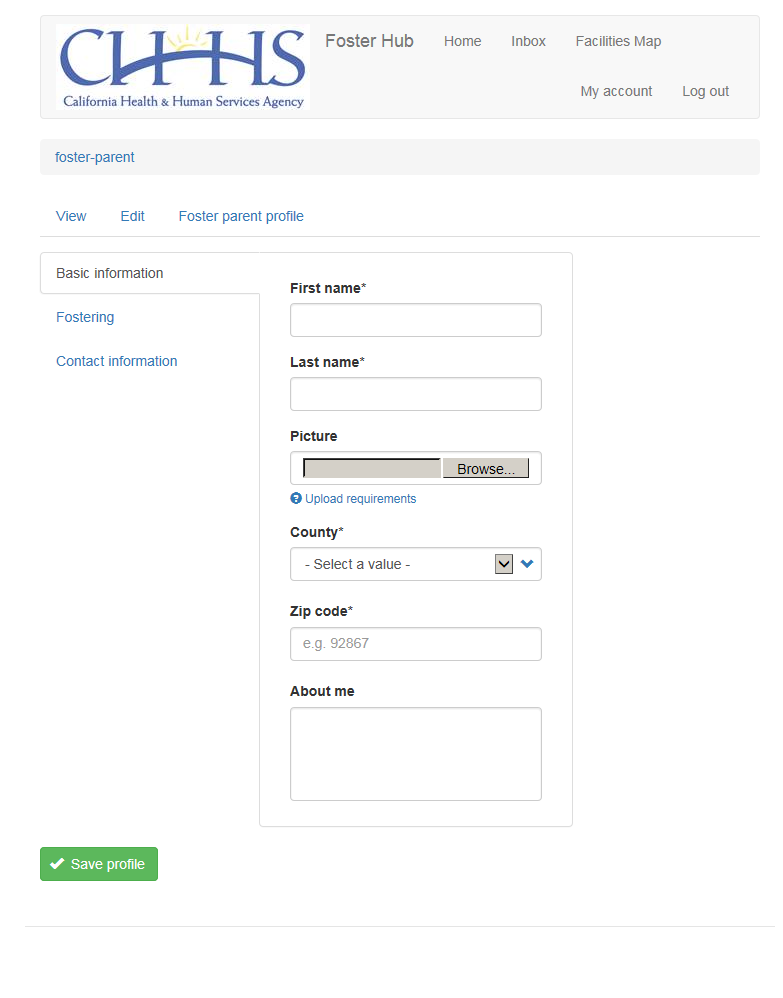 CHHS
California Health & Human Services Agency
Foster Hub Home Inbox Facilities Map
My account Log out
foster-parent
View Edit Foster parent profile
Basic information
Fostering
Contact information
First name*
Last name*
Picture
Browse...
Upload requirements
County*
- Select a value -
Zip code*
e.g. 92867
About me
Save profile